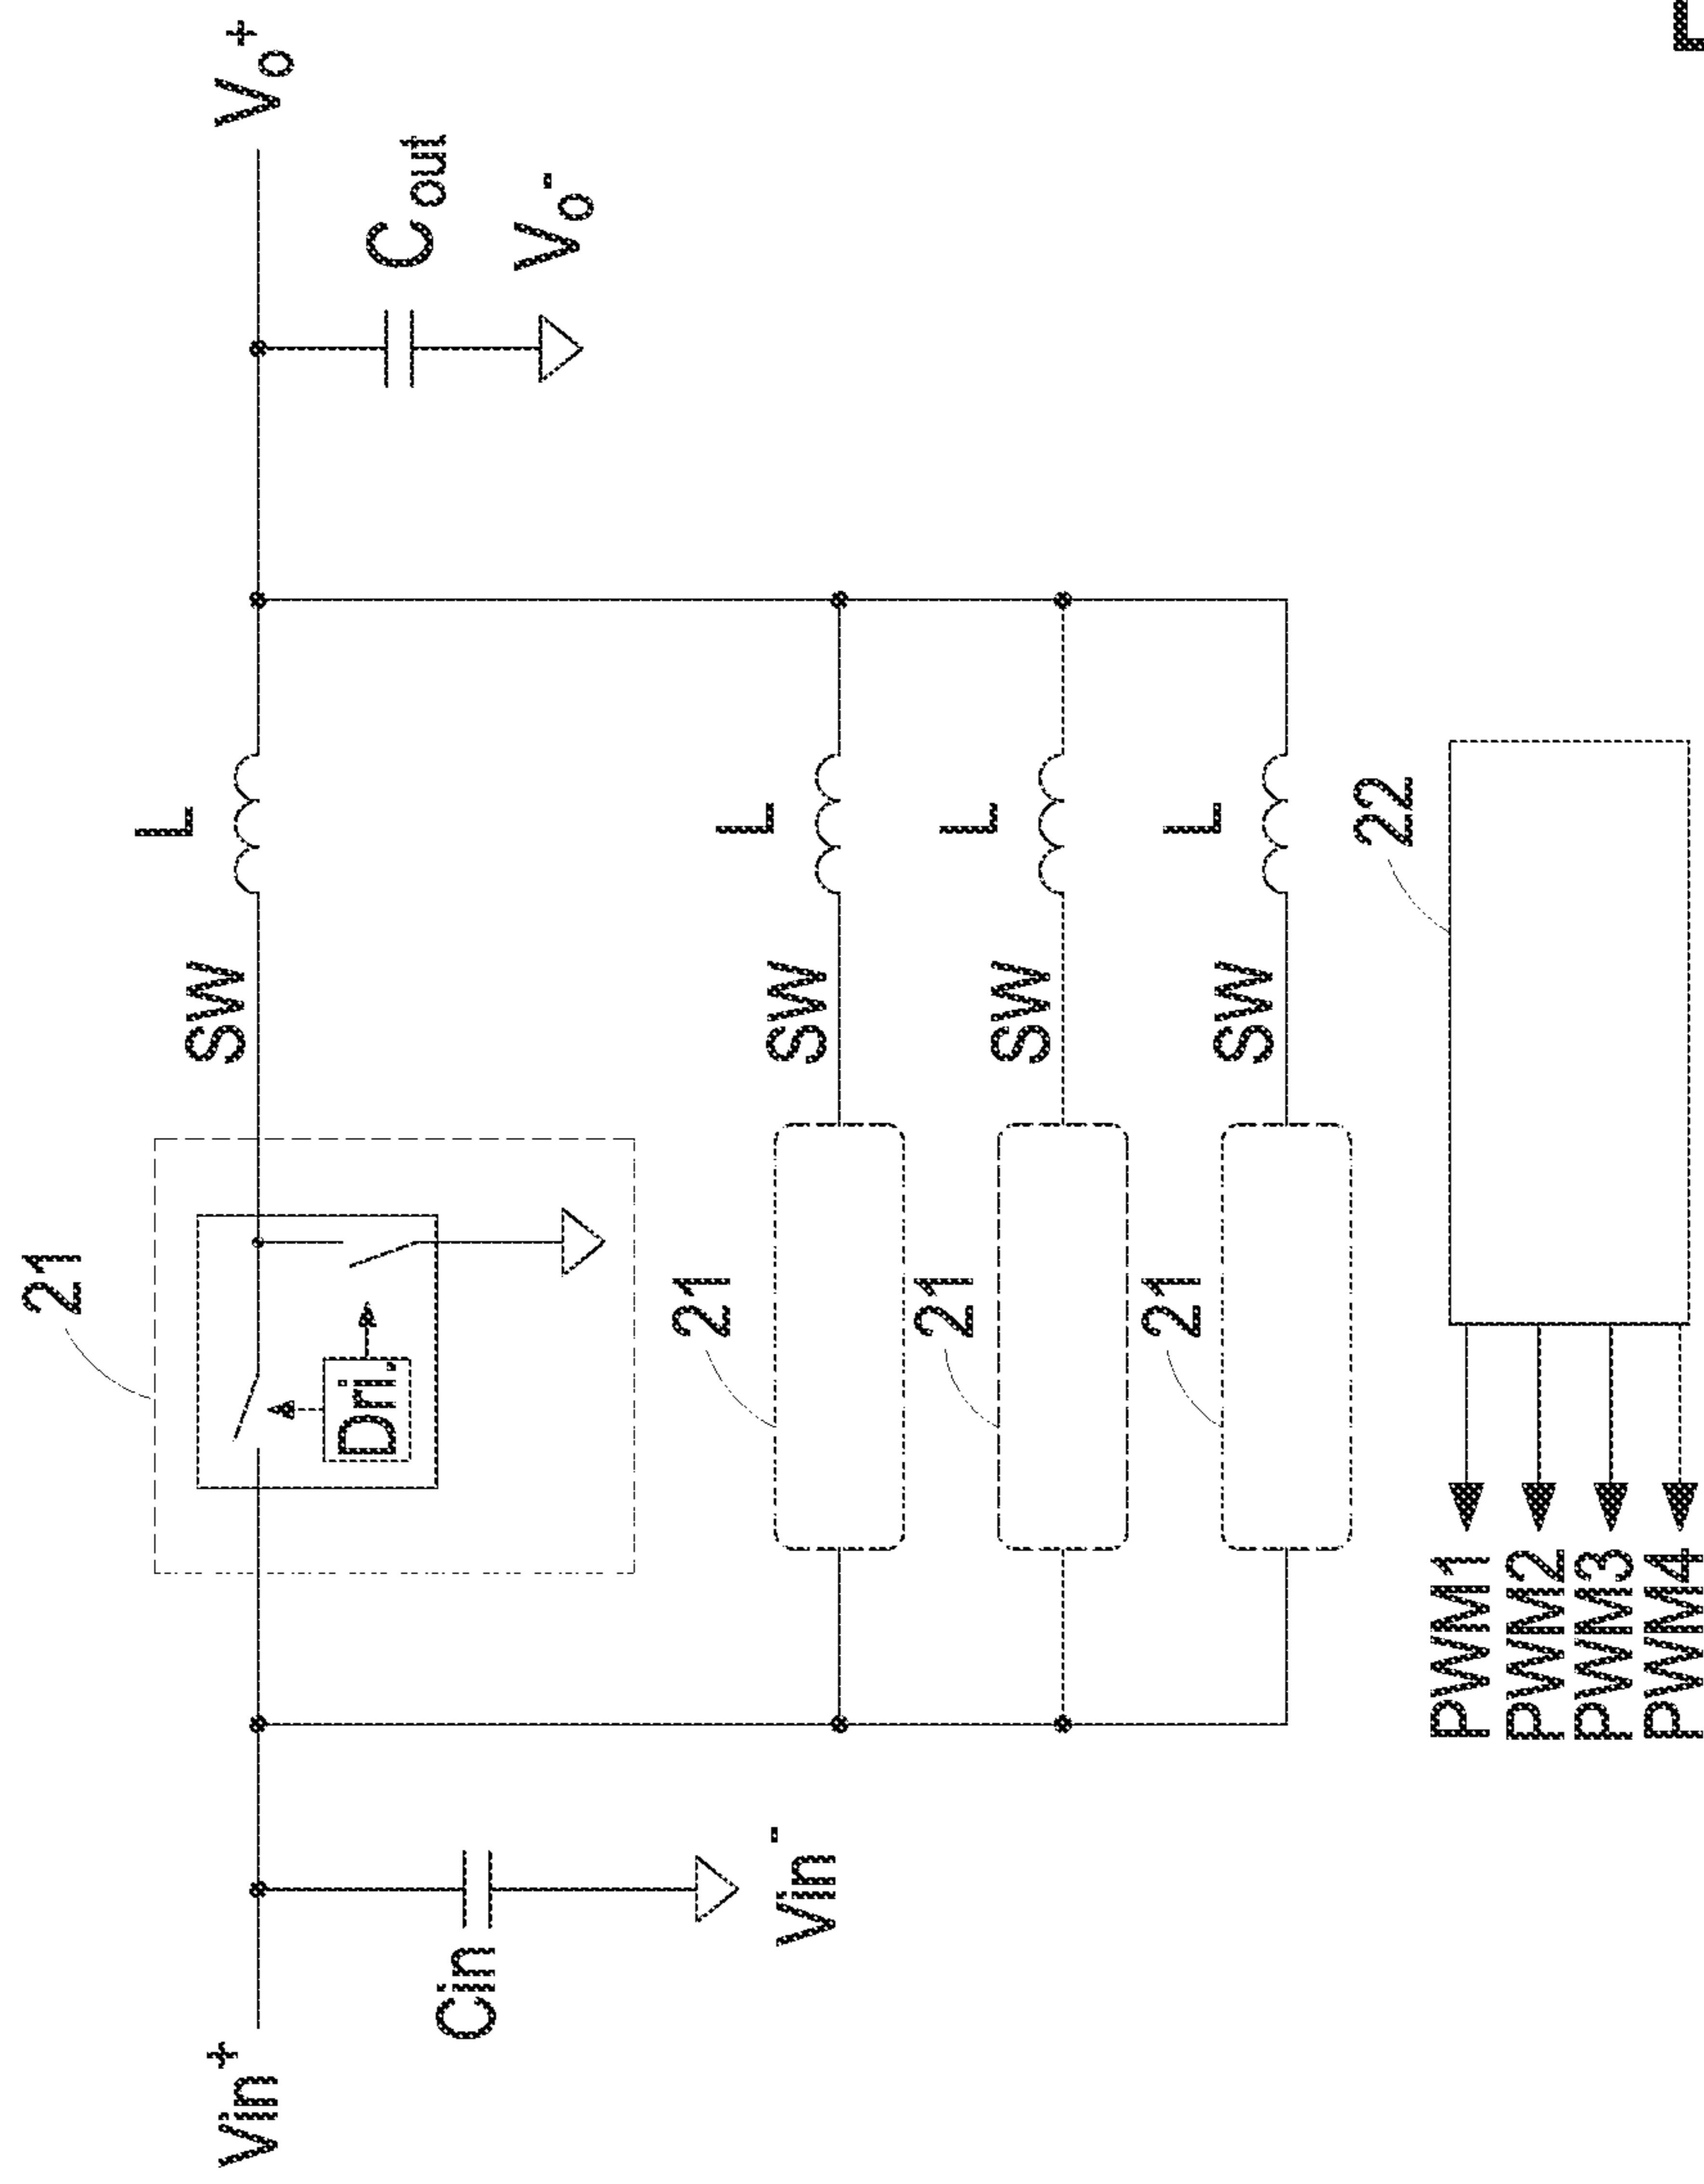 Vo+
Cout
Vo-
L
SW
21
Dri.
L
SW
21
L
SW
21
L
SW
21
22
PWM1
PWM2
PWM3
PWM4
Vin+
Cin
Vin-